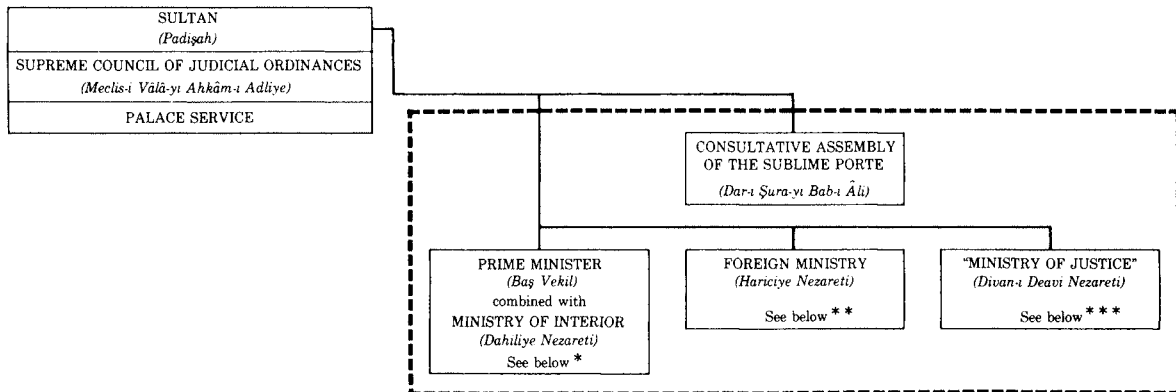 SULTAN
(Padişah)
SUPREME COUNCIL OF JUDICIAL ORDINANCES
(Meclis-i Vâlâ-yı Ahkâm-ı Adliye)
PALACE SERVICE
CONSULTATIVE ASSEMBLY
OF THE SUBLIME PORTE
(Dar-ı Şura-yı Bab-ı Âli)
PRIME MINISTER
(Baş Vekil)
combined with
MINISTRY OF INTERIOR
(Dahiliye Nezareti)
See below *
FOREIGN MINISTRY
(Hariciye Nezareti)
See below * *
"MINISTRY OF JUSTICE"
(Divan-ı Deavi Nezareti)
See below * * *